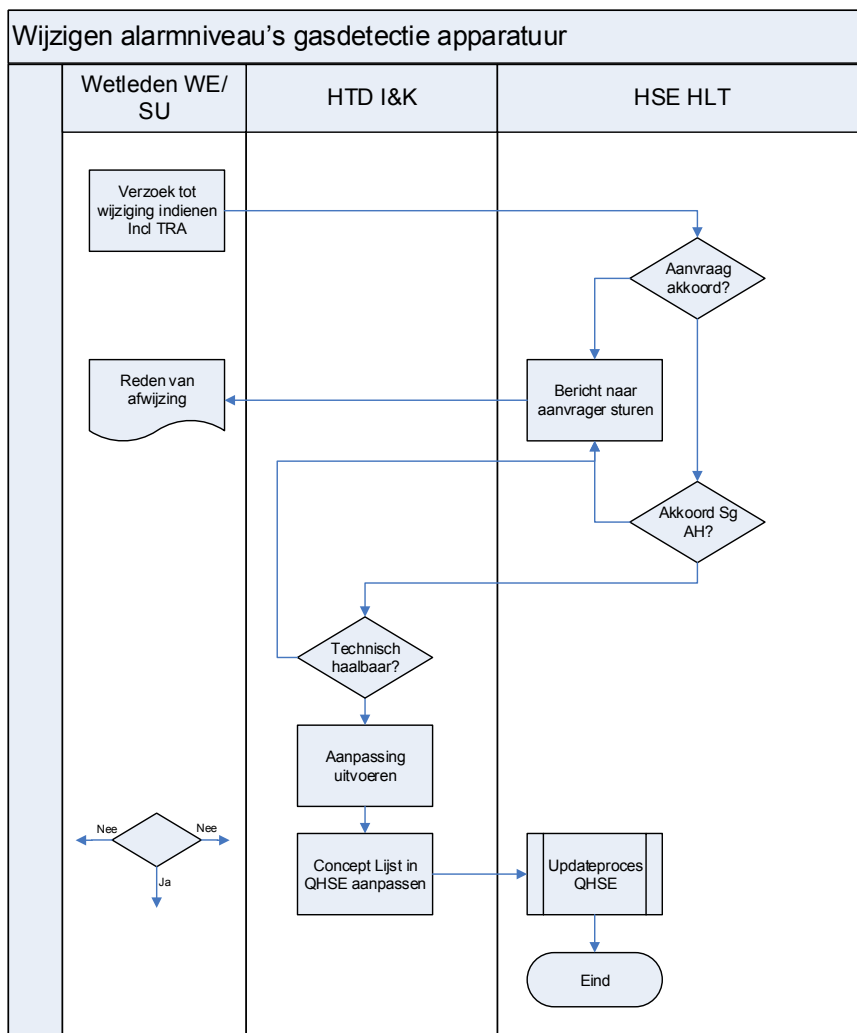 Wijzigen alarmniveau's gasdetectie apparatuur
Wetleden WE/
SU
HTD I&K
HSE HLT
Verzoek tot
wijziging indienen
Incl TRA
Aanvraag
akkoord?
Reden van
afwijzing
Bericht naar
aanvrager sturen
Akkoord Sg
AH?
Technisch
haalbaar?
Aanpassing
uitvoeren
Nee
Nee
Ja
Concept Lijst in
QHSE aanpassen
Updateproces
QHSE
Eind